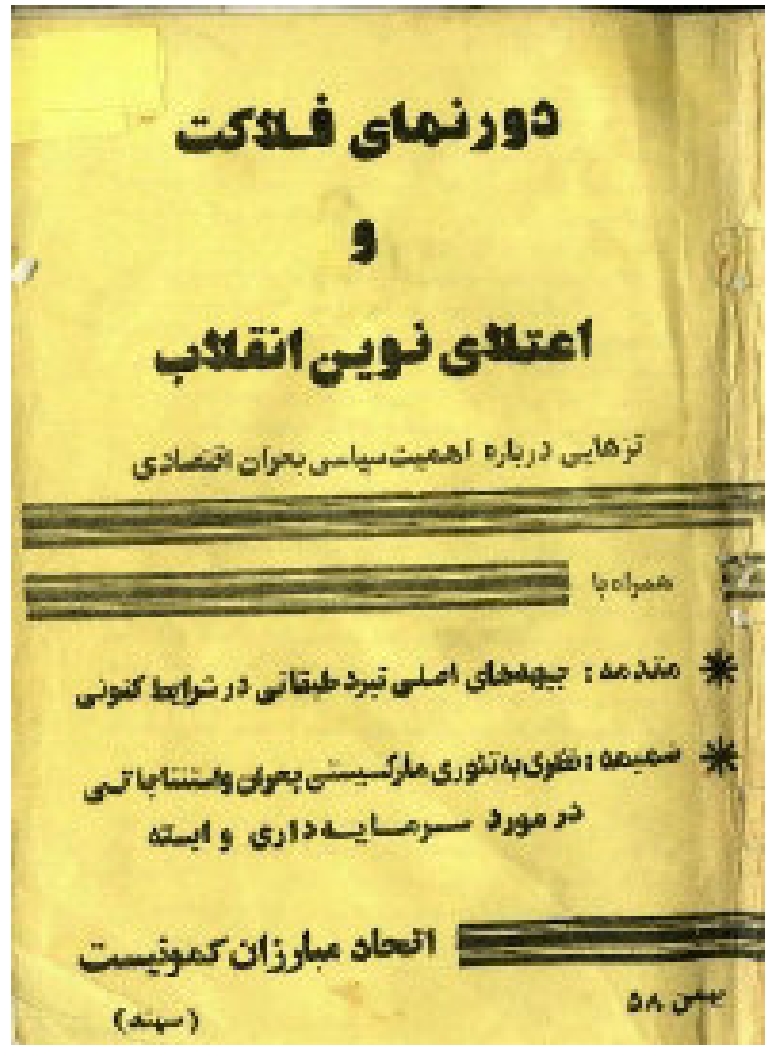 دورنمای فلاکت
و
اعتلای نوین انقلاب
تزهایی درباره اهمیت سیاسی بحران اقتصادی
همراه با
مقدمه: جبهه‌های اصلی نبرد طبقاتی در شرایط کنونی
ضمیمه: نظری به تئوری مارکسیستی بحران و استنتاجاتی
در مورد سرمایه‌داری وابسته
اتحاد مبارزان کمونیست
بهمن ۵۸
(سهند)